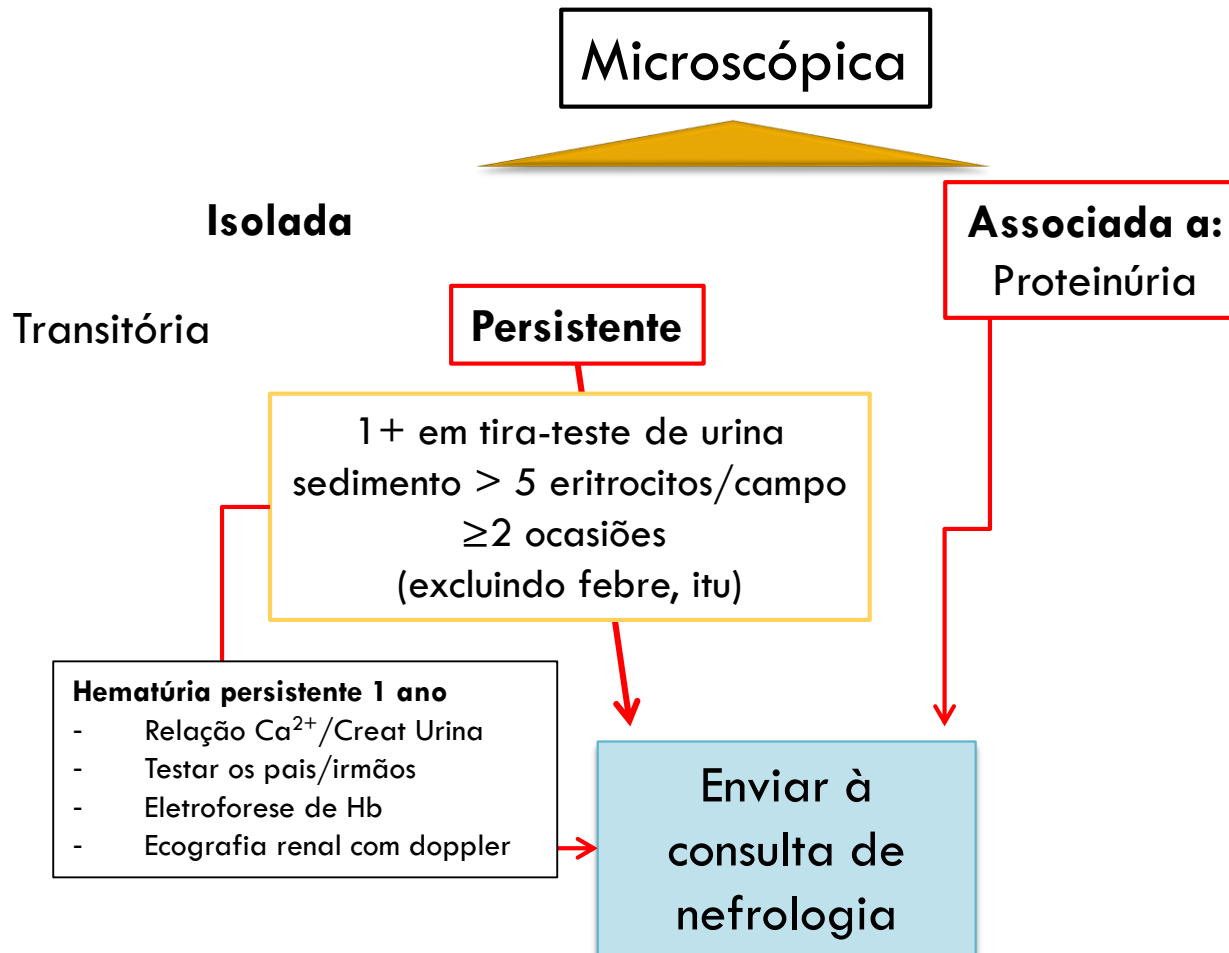 Microscópica
Isolada
Associada a:
Proteinúria
Transitória
Persistente
1+ em tira-teste de urina
sedimento > 5 eritrocitos/campo
≥2 ocasiões
(excluindo febre, itu)
Hematúria persistente 1 ano
- Relação Ca²⁺/Creat Urina
- Testar os pais/irmãos
- Eletroforese de Hb
- Ecografia renal com doppler
Enviar à
consulta de
nefrologia